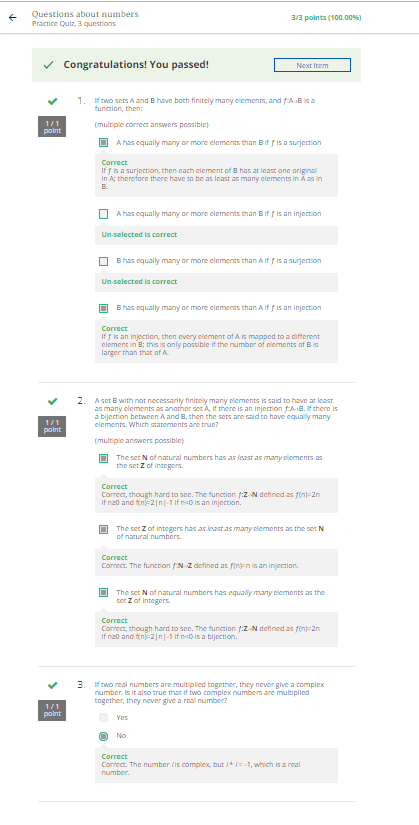 Questions about numbers
Practice Quiz, 3 questions
3/3 points (100.00%)
Congratulations! You passed!
Next Item
1/1
point
1.
If two sets A and B have both finitely many elements, and f:A→B is a
function, then:
(multiple correct answers possible)
A has equally many or more elements than B if f is a surjection
Correct
If f is a surjection, then each element of B has at least one original
in A; therefore there have to be as least as many elements in A as in
B.
A has equally many or more elements than B if f is an injection
Un-selected is correct
B has equally many or more elements than A if f is a surjection
Un-selected is correct
B has equally many or more elements than A if f is an injection
Correct
If f is an injection, then every element of A is mapped to a different
element in B; this is only possible if the number of elements of B is
larger than that of A.
1/1
point
2.
A set B with not necessarily finitely many elements is said to have at least
as many elements as another set A, if there is an injection f:A→B. If there is
a bijection between A and B, then the sets are said to have equally many
elements. Which statements are true?
(multiple answers possible)
The set N of natural numbers has as least as many elements as
the set Z of integers.
Correct
Correct, though hard to see. The function f:Z→N defined as f(n)=2n
if n≥0 and f(n)=2|n|-1 if n<0 is an injection.
The set Z of integers has as least as many elements as the set N
of natural numbers.
Correct
Correct. The function f:N→Z defined as f(n)=n is an injection.
The set N of natural numbers has equally many elements as the
set Z of integers.
Correct
Correct, though hard to see. The function f:Z→N defined as f(n)=2n
if n≥0 and f(n)=2|n|-1 if n<0 is a bijection.
1/1
point
3.
If two real numbers are multiplied together, they never give a complex
number. Is it also true that if two complex numbers are multiplied
together, they never give a real number?
Yes
No
Correct
Correct. The number i is complex, but i * i = -1, which is a real
number.